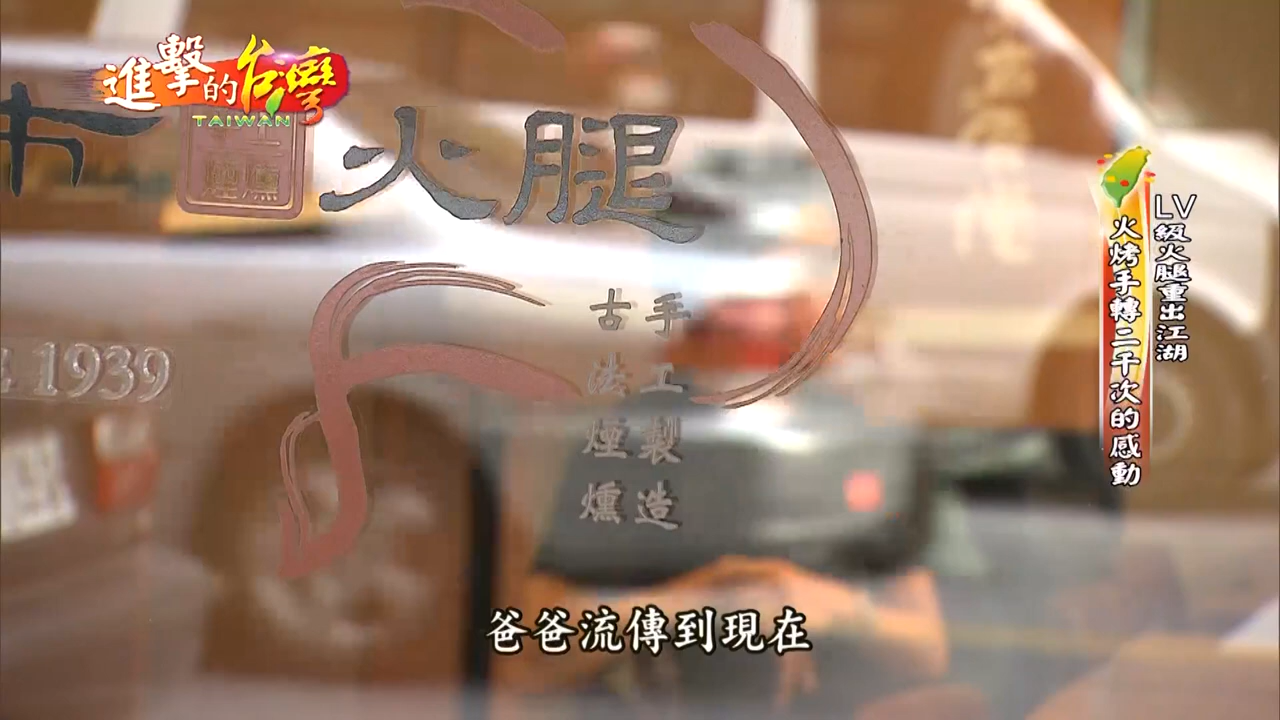 進擊的台灣
TAIWAN
火腿
手工製造
古法煙燻
1939
LV級火腿重出江湖
火烤手轉二千次的感動
爸爸流傳到現在